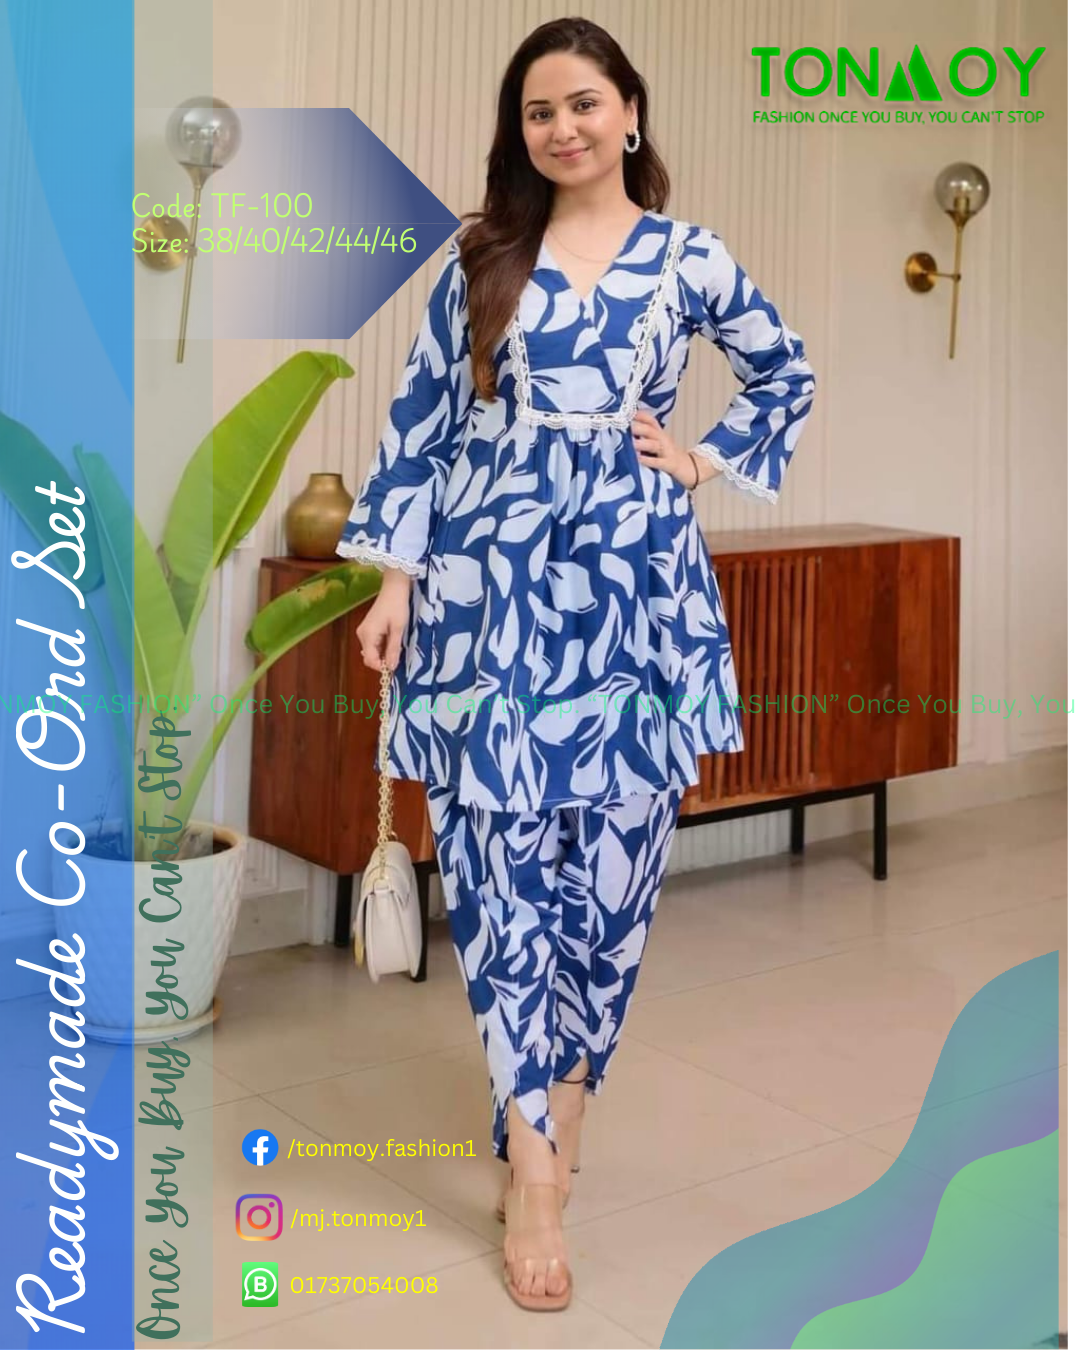 TONMOY
FASHION ONCE YOU BUY, YOU CAN'T STOP
Code: TF-100
Size: 38/40/42/44/46
Readymade Co-Ord Set
Once You Buy, You Can't Stop
NMOY FASHION” Once You Buy, You Can't Stop. “TONMOY FASHION” Once You Buy, You
/tonmoy.fashion1
/mj.tonmoy1
01737054008